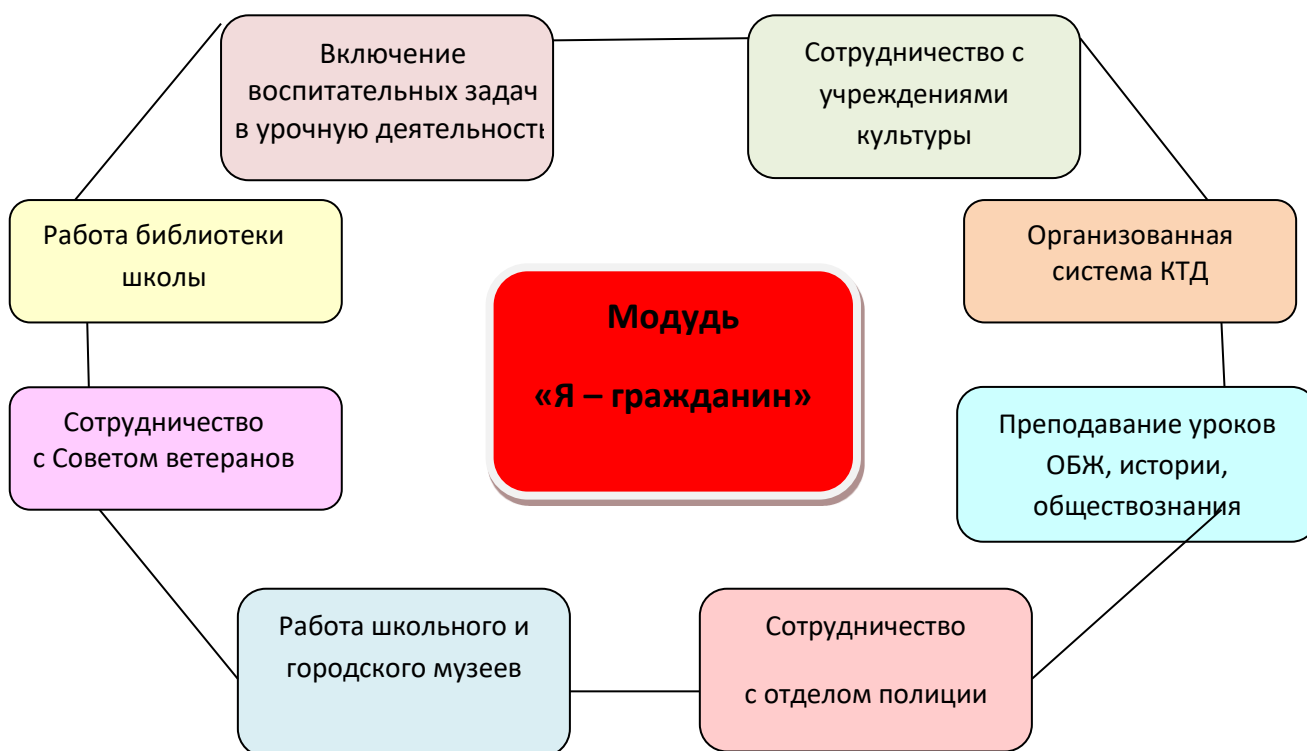 Включение
воспитательных задач
в урочную деятельность
Сотрудничество с
учреждениями
культуры
Работа библиотеки
школы
Организованная
система КТД
Модудь
«Я – гражданин»
Сотрудничество
с Советом ветеранов
Преподавание уроков
ОБЖ, истории,
обществознания
Работа школьного и
городского музеев
Сотрудничество
с отделом полиции